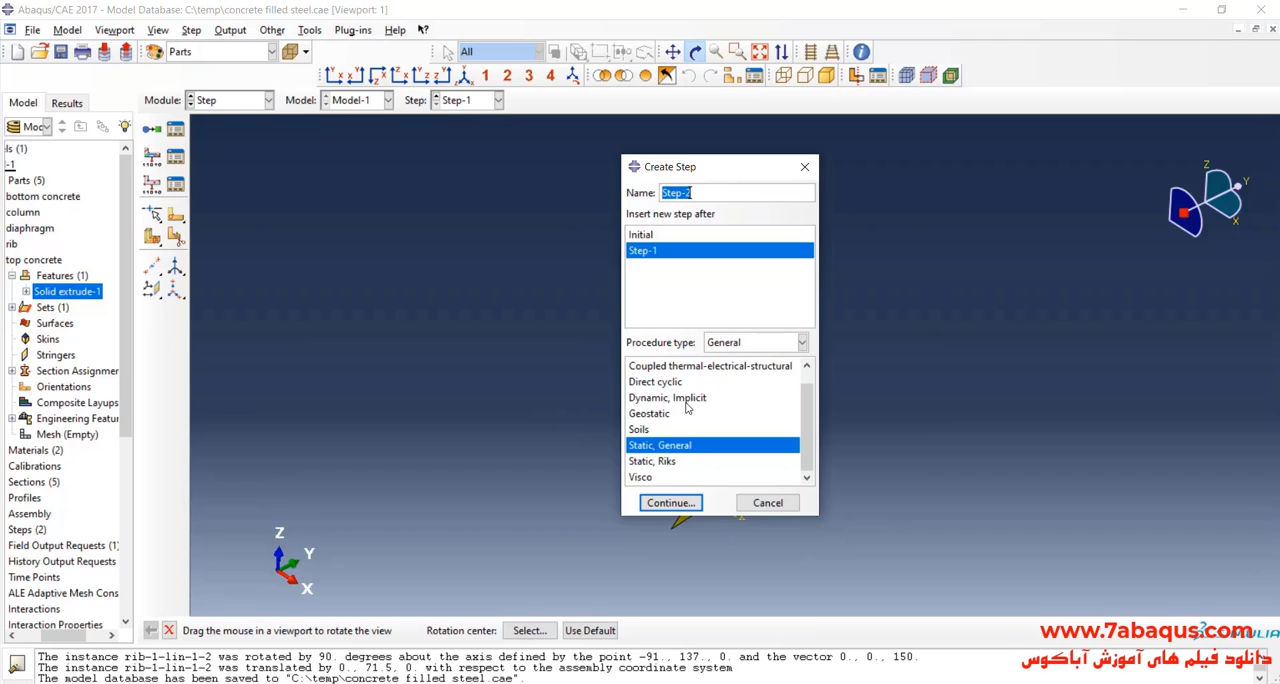 Abaqus/CAE 2017 - Model Database: C:\temp\concrete filled steel.cae [Viewport: 1]
File Model Viewport View Step Output Other Tools Plug-ins Help
Parts All
1 2 3 4
Model Results
Module: Step Model: Model-1 Step: Step-1
Moc
ls (1)
-1
Parts (5)
bottom concrete
column
diaphragm
rib
top concrete
Features (1)
Solid extrude-1
Sets (1)
Surfaces
Skins
Stringers
Section Assignme
Orientations
Composite Layups
Engineering Featur
Mesh (Empty)
Materials (2)
Calibrations
Sections (5)
Profiles
Assembly
Steps (2)
Field Output Requests (1)
History Output Requests
Time Points
ALE Adaptive Mesh Cons
Interactions
Interaction Properties
Create Step
Name: Step-2
Insert new step after
Initial
Step-1
Procedure type: General
Coupled thermal-electrical-structural
Direct cyclic
Dynamic, Implicit
Geostatic
Soils
Static, General
Static, Riks
Visco
Continue... Cancel
Z
Y
X
Z
Y
X
Drag the mouse in a viewport to rotate the view Rotation center: Select... Use Default
www.7abaqus.com
دانلود فیلم های آموزش آباکوس
The instance rib-1-lin-1-2 was rotated by 90. degrees about the axis defined by the point -91., 137., 0. and the vector 0., 0., 150.
The instance rib-1-lin-1-2 was translated by 0., 71.5, 0. with respect to the assembly coordinate system
The model database has been saved to "C:\temp\concrete filled steel.cae".